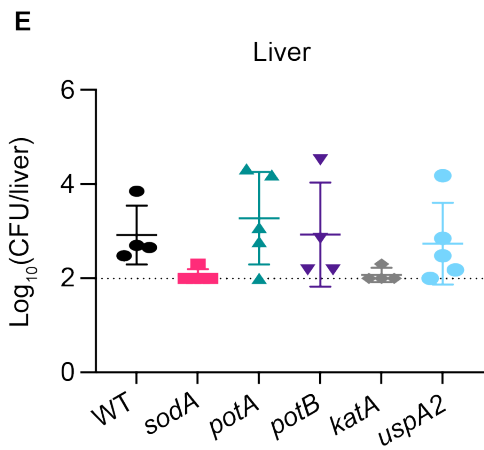 E
Liver
Log10(CFU/liver)
6
4
2
0
WT
sodA
potA
potB
katA
uspA2